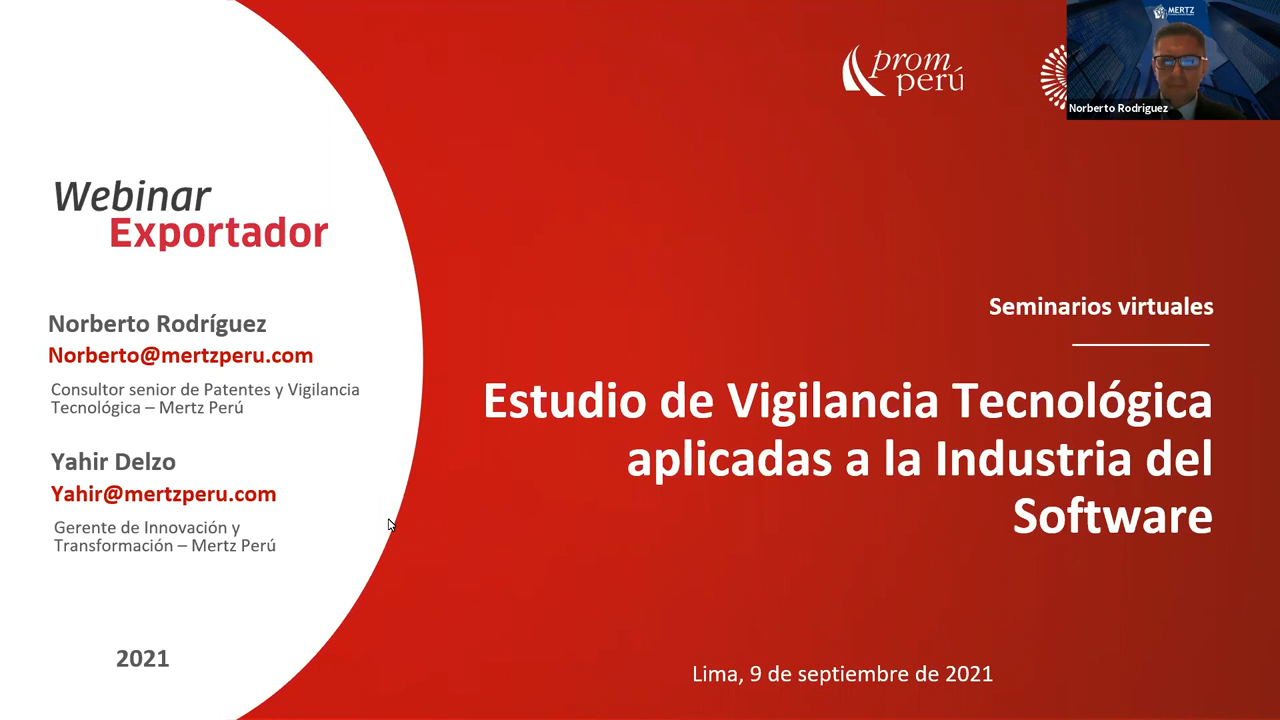 Webinar
Exportador
Norberto Rodríguez
Norberto@mertzperu.com
Consultor senior de Patentes y Vigilancia
Tecnológica – Mertz Perú
Yahir Delzo
Yahir@mertzperu.com
Gerente de Innovación y
Transformación – Mertz Perú
2021
prom
perú
MERTZ
Norberto Rodriguez
Seminarios virtuales
Estudio de Vigilancia Tecnológica
aplicadas a la Industria del
Software
Lima, 9 de septiembre de 2021